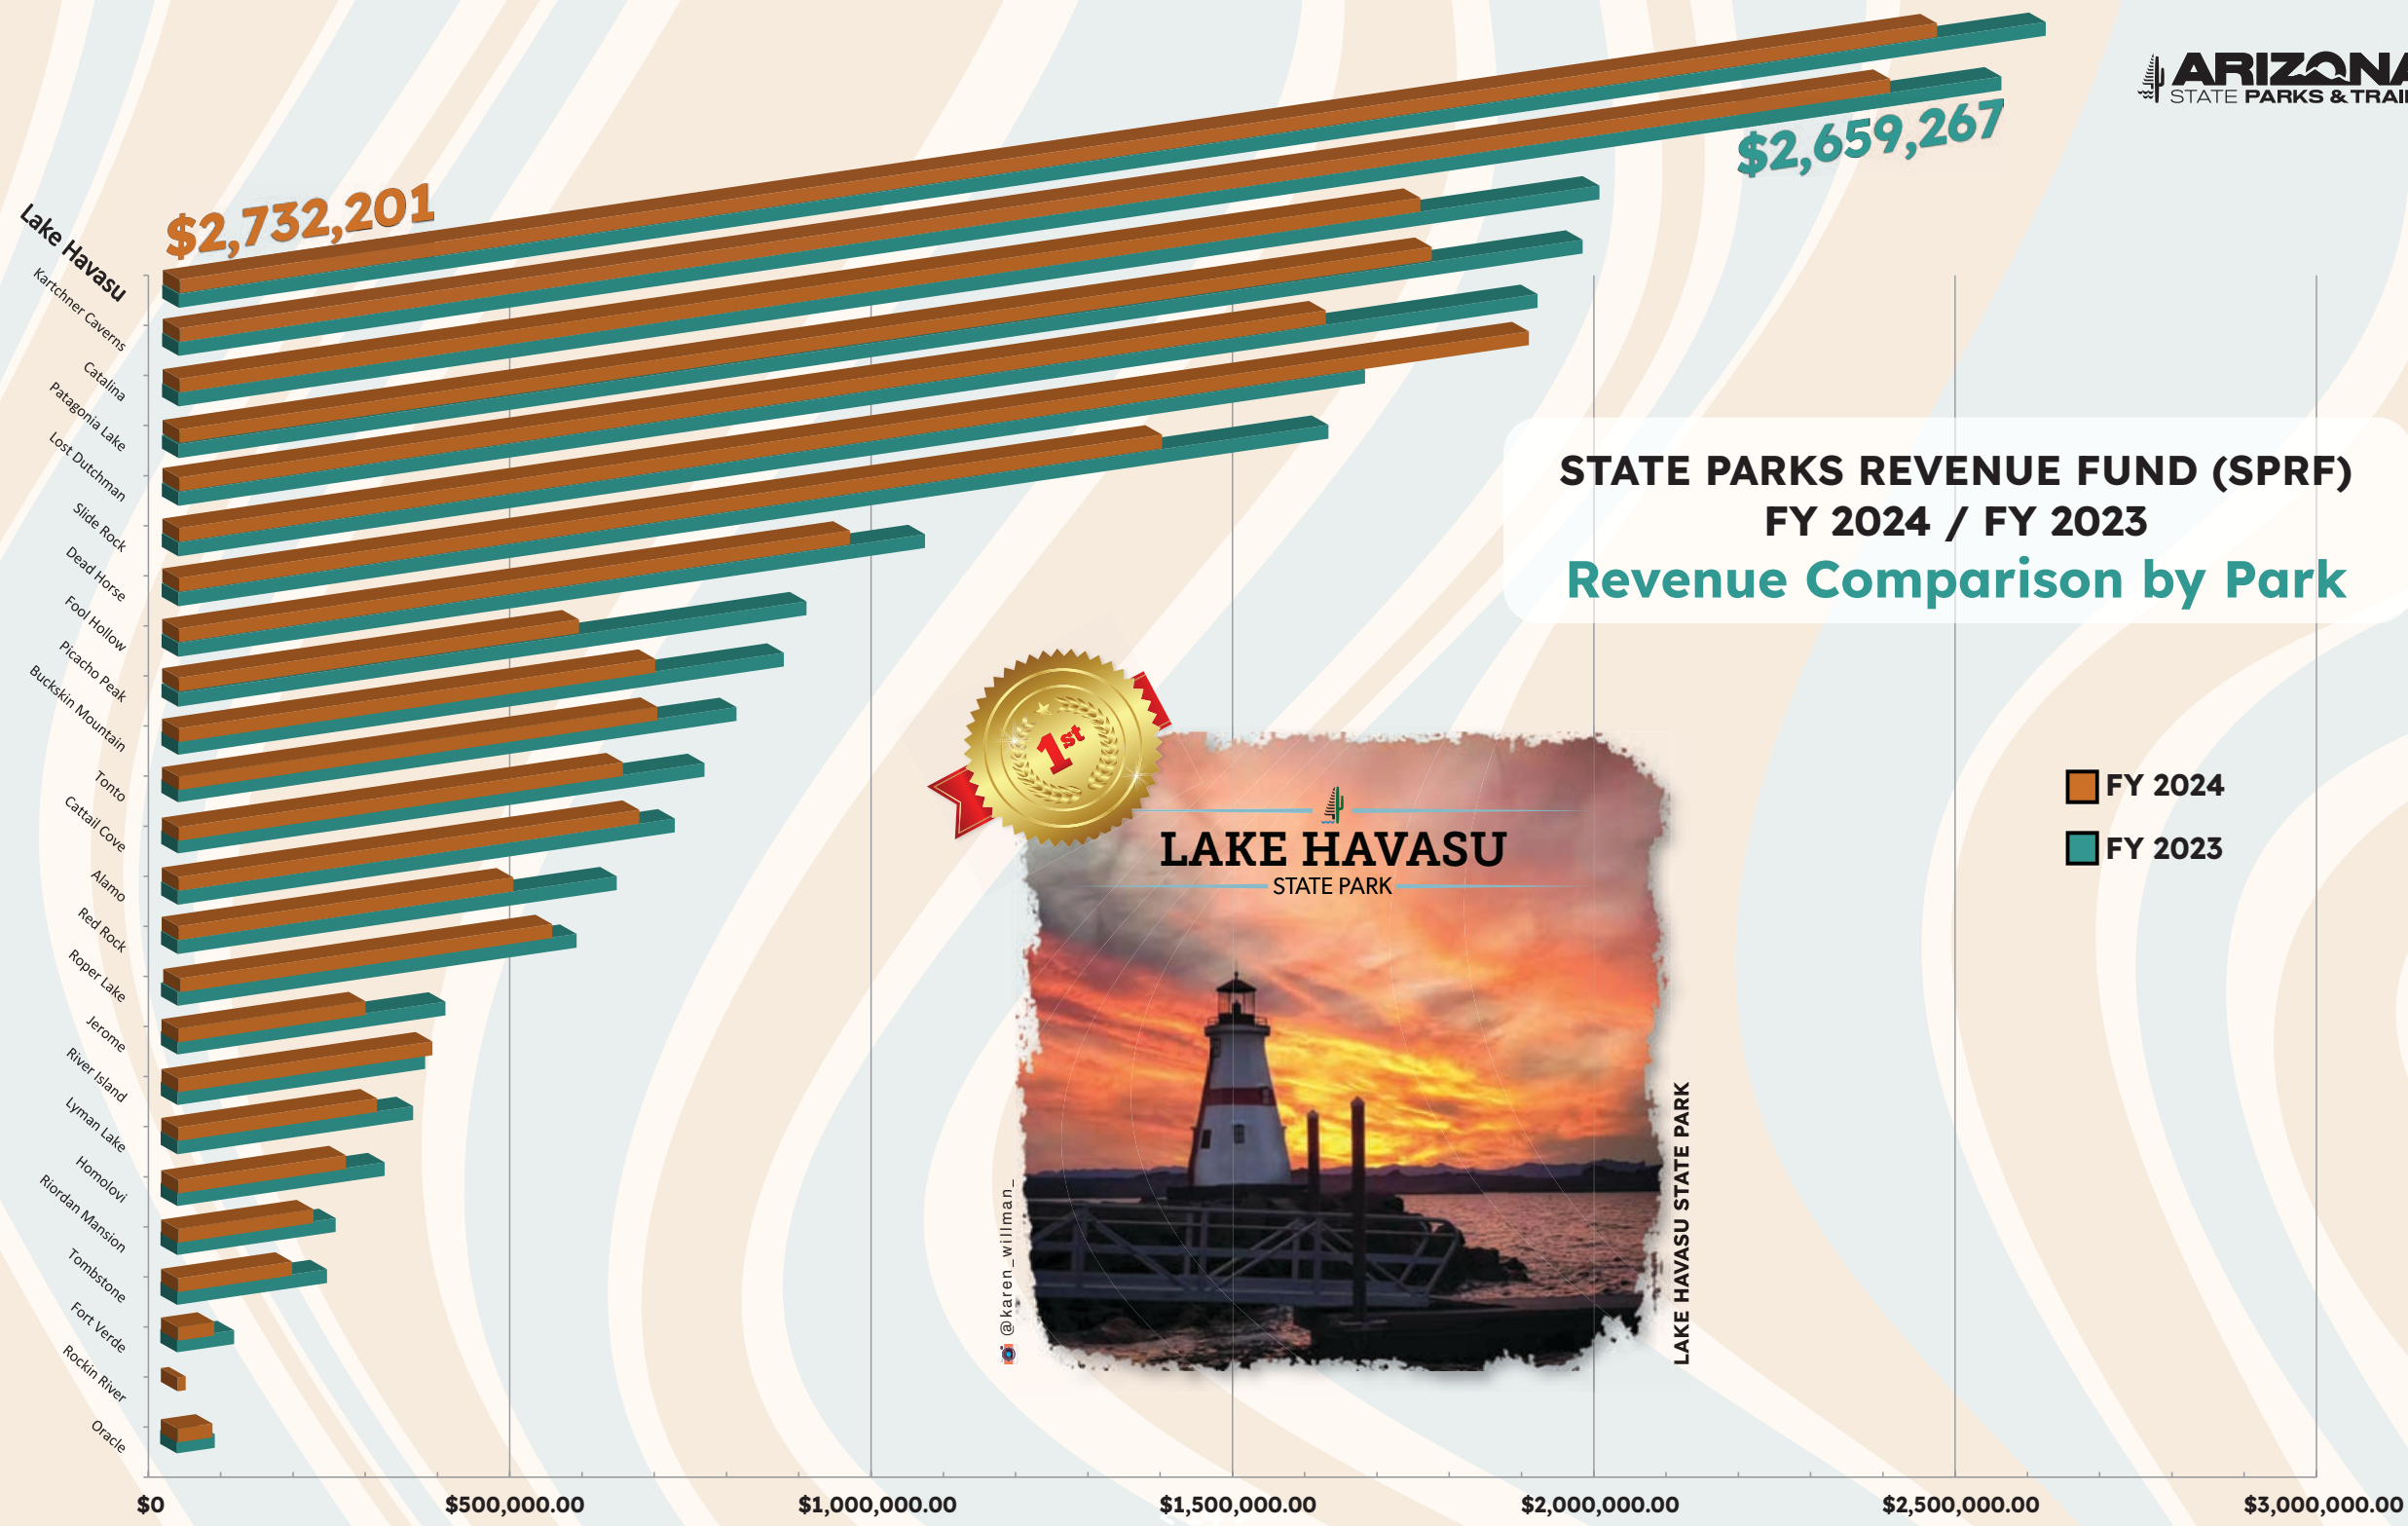 ARIZONA
STATE PARKS & TRAI
$2,659,267
$2,732,201
Lake Havasu
Kartchner Caverns
Catalina
Patagonia Lake
Lost Dutchman
Slide Rock
Dead Horse
Fool Hollow
Picacho Peak
Buckskin Mountain
Tonto
Cattail Cove
Alamo
Red Rock
Roper Lake
Jerome
River Island
Lyman Lake
Homolovi
Riordan Mansion
Tombstone
Fort Verde
Rockin River
Oracle
STATE PARKS REVENUE FUND (SPRF)
FY 2024 / FY 2023
Revenue Comparison by Park
FY 2024
FY 2023
1st
LAKE HAVASU
STATE PARK
@karen_willman_
LAKE HAVASU STATE PARK
$0
$500,000.00
$1,000,000.00
$1,500,000.00
$2,000,000.00
$2,500,000.00
$3,000,000.00